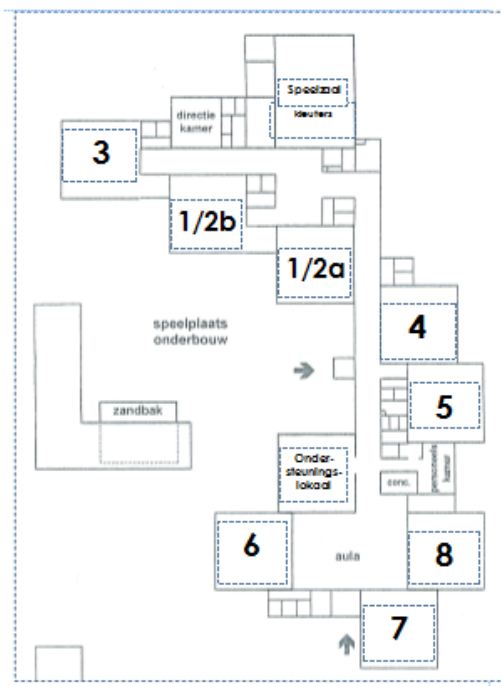 Speelzaal
kleuters
directie
kamer
3
1/2b
1/2a
4
speelplaats
onderbouw
5
zandbak
personeels
kamer
Onder-
steunings-
lokaal
conc.
6
aula
8
7